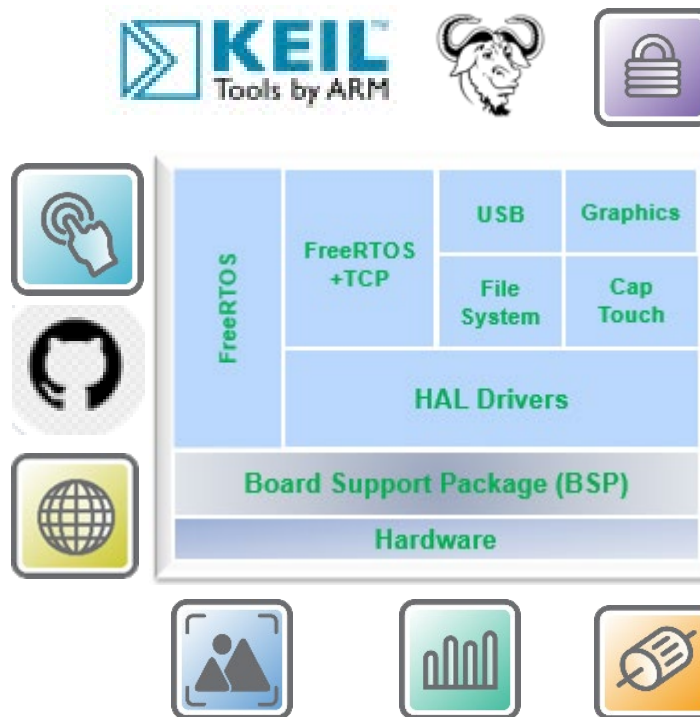 KEIL™
Tools by ARM
FreeRTOS
FreeRTOS
+TCP
USB
Graphics
File
System
Cap
Touch
HAL Drivers
Board Support Package (BSP)
Hardware